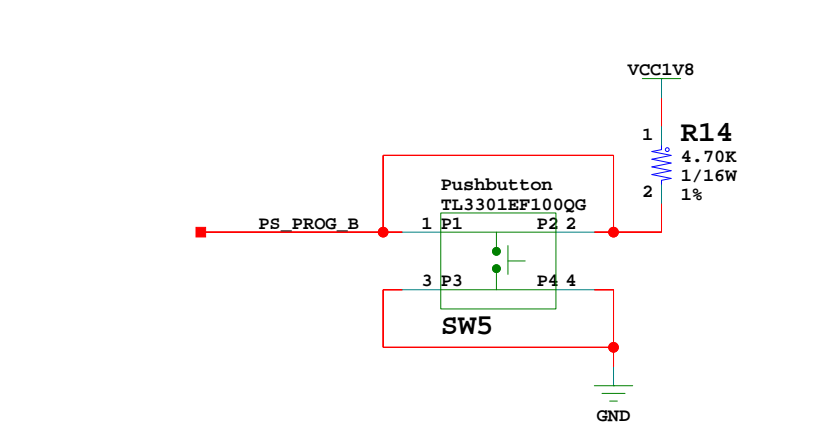 VCC1V8
1 R14
4.70K
1/16W
2 1%
Pushbutton
TL3301EF100QG
PS_PROG_B 1 P1 P2 2
3 P3 P4 4
SW5
GND